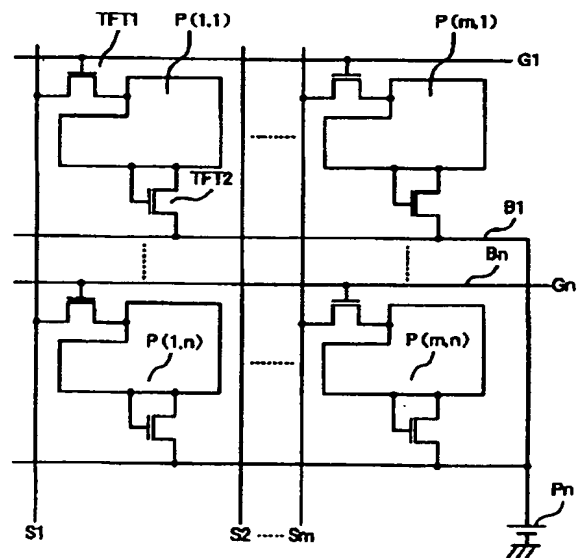 TFT1
P(1,1)
P(m,1)
G1
TFT2
B1
Bn
Gn
P(1,n)
P(m,n)
Pn
S1
S2
Sm